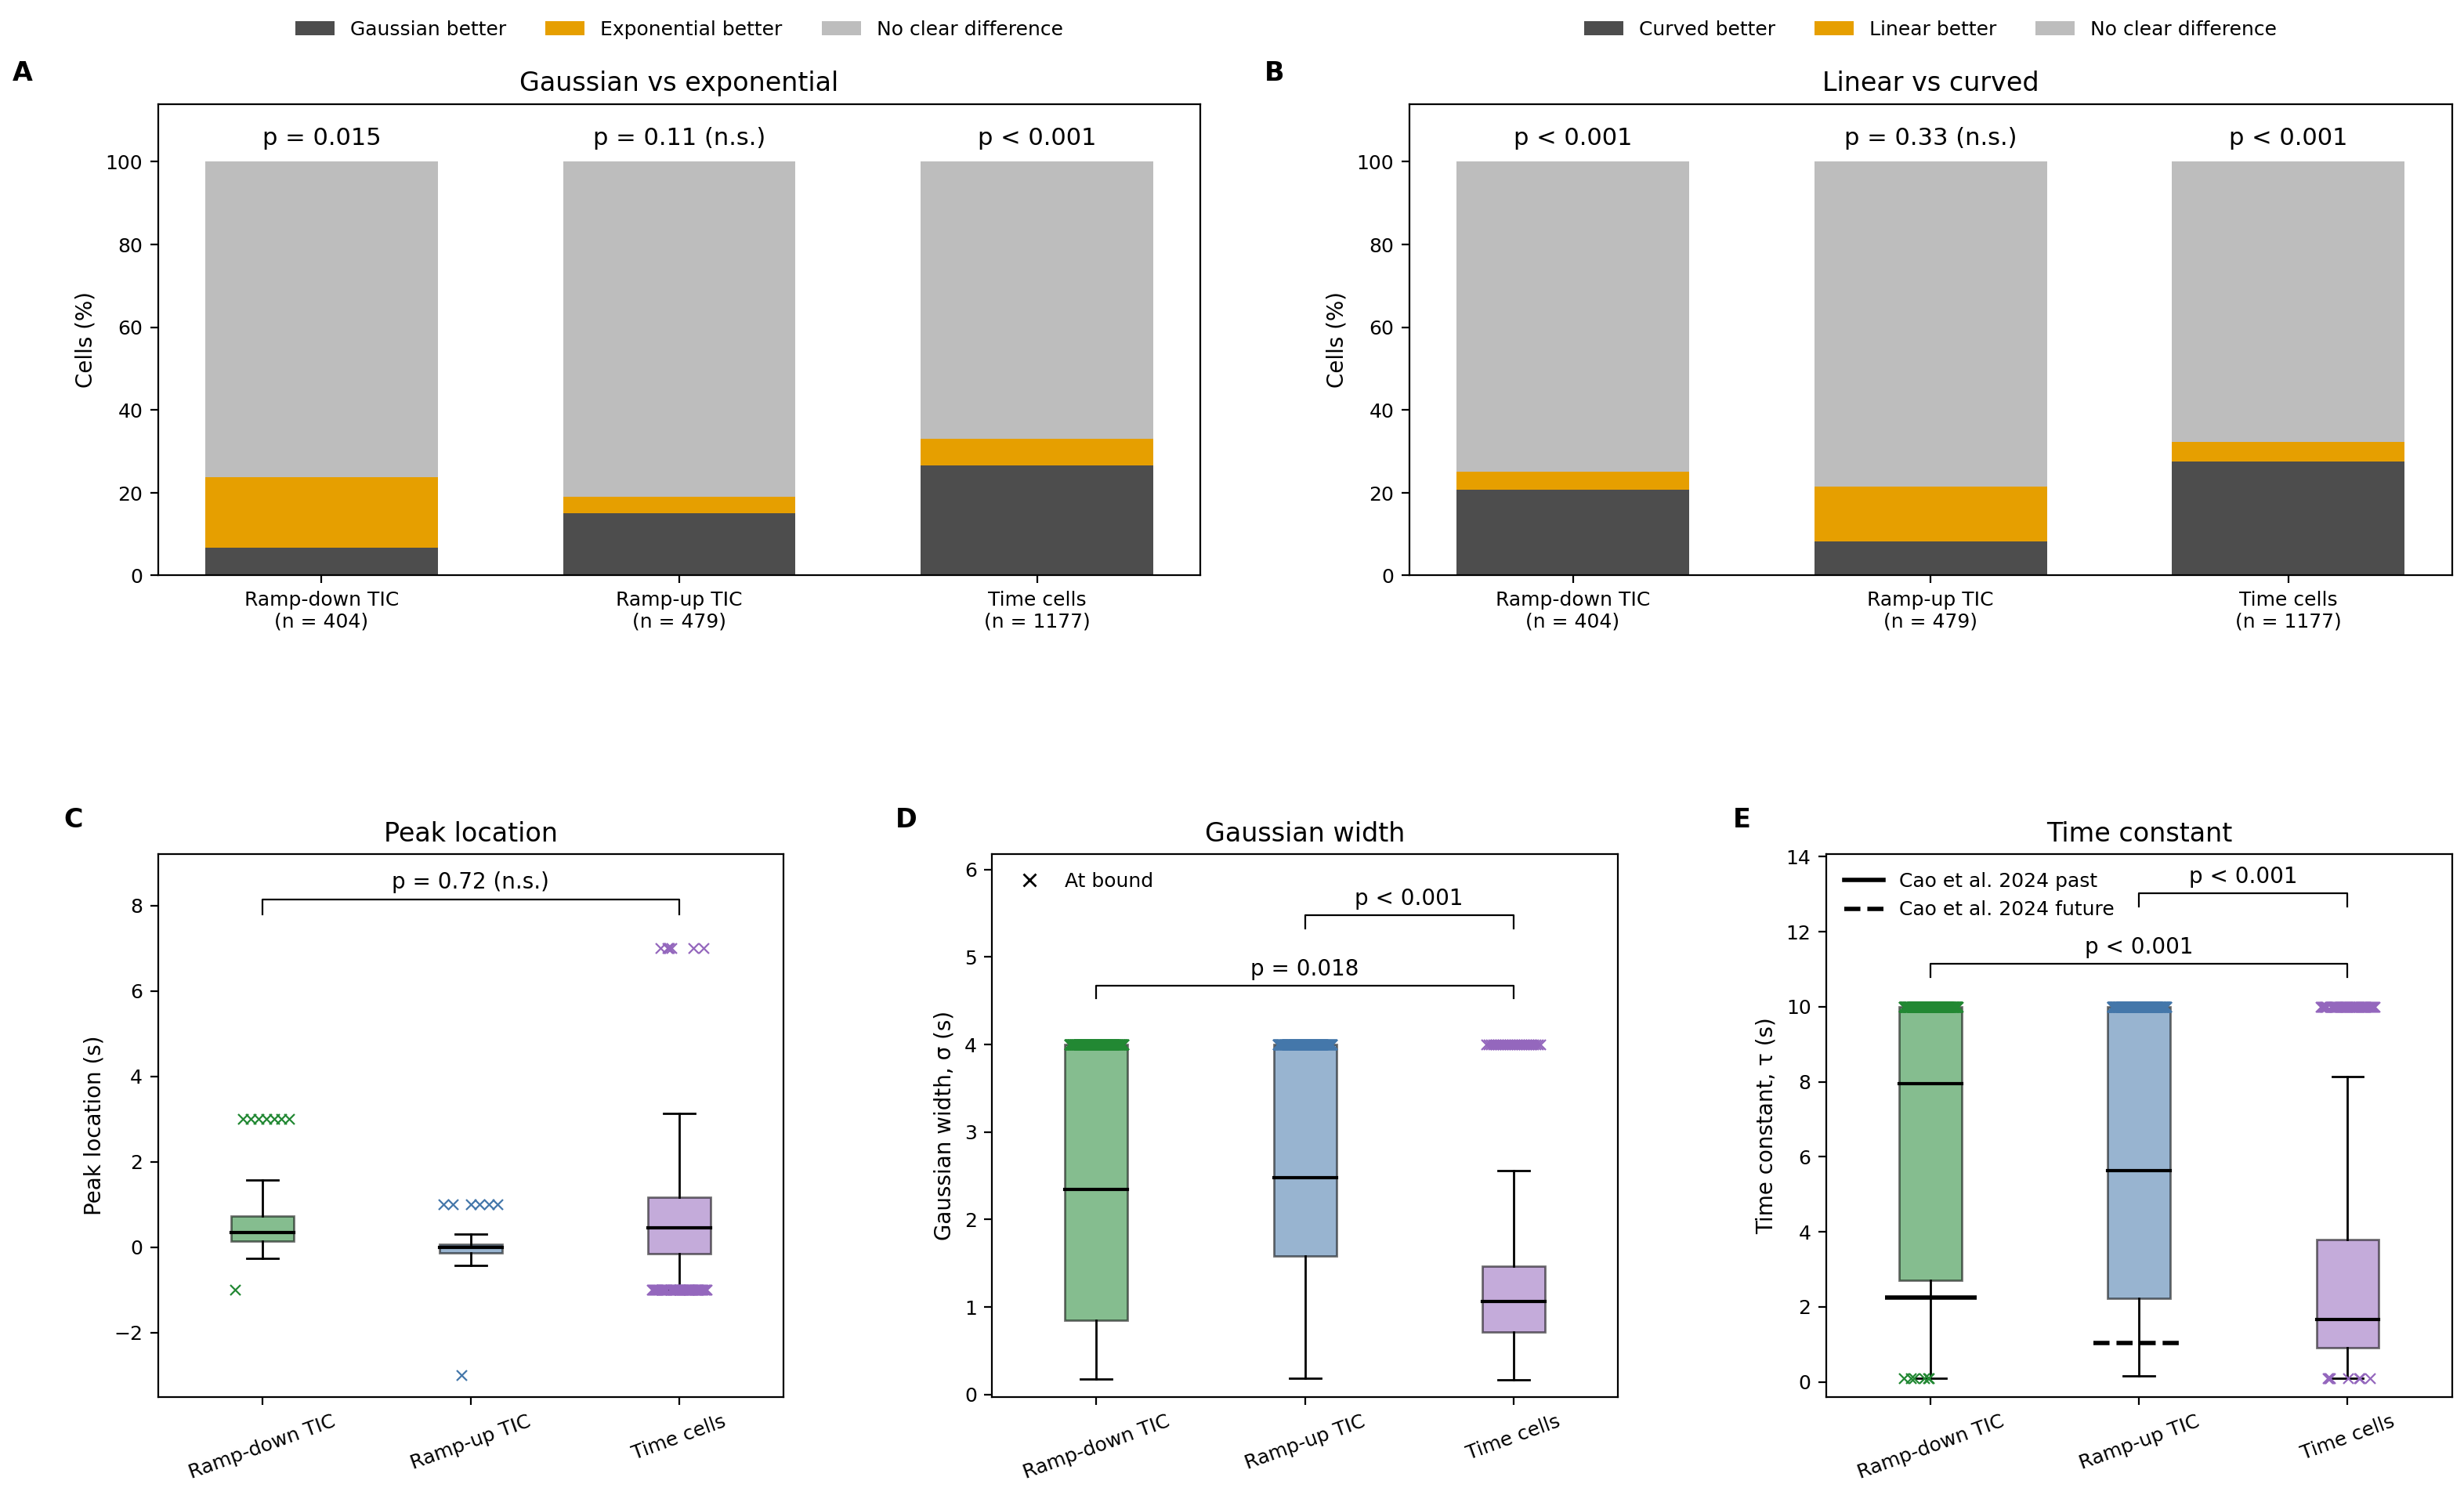 Gaussian better
Exponential better
No clear difference
Curved better
Linear better
No clear difference
A
Gaussian vs exponential
p = 0.015
p = 0.11 (n.s.)
p < 0.001
100
80
60
40
20
0
Cells (%)
Ramp-down TIC
(n = 404)
Ramp-up TIC
(n = 479)
Time cells
(n = 1177)
B
Linear vs curved
p < 0.001
p = 0.33 (n.s.)
p < 0.001
100
80
60
40
20
0
Cells (%)
Ramp-down TIC
(n = 404)
Ramp-up TIC
(n = 479)
Time cells
(n = 1177)
C
Peak location
p = 0.72 (n.s.)
8
6
4
2
0
−2
Peak location (s)
Ramp-down TIC
Ramp-up TIC
Time cells
D
Gaussian width
At bound
p < 0.001
p = 0.018
6
5
4
3
2
1
0
Gaussian width, σ (s)
Ramp-down TIC
Ramp-up TIC
Time cells
E
Time constant
Cao et al. 2024 past
Cao et al. 2024 future
p < 0.001
p < 0.001
14
12
10
8
6
4
2
0
Time constant, τ (s)
Ramp-down TIC
Ramp-up TIC
Time cells